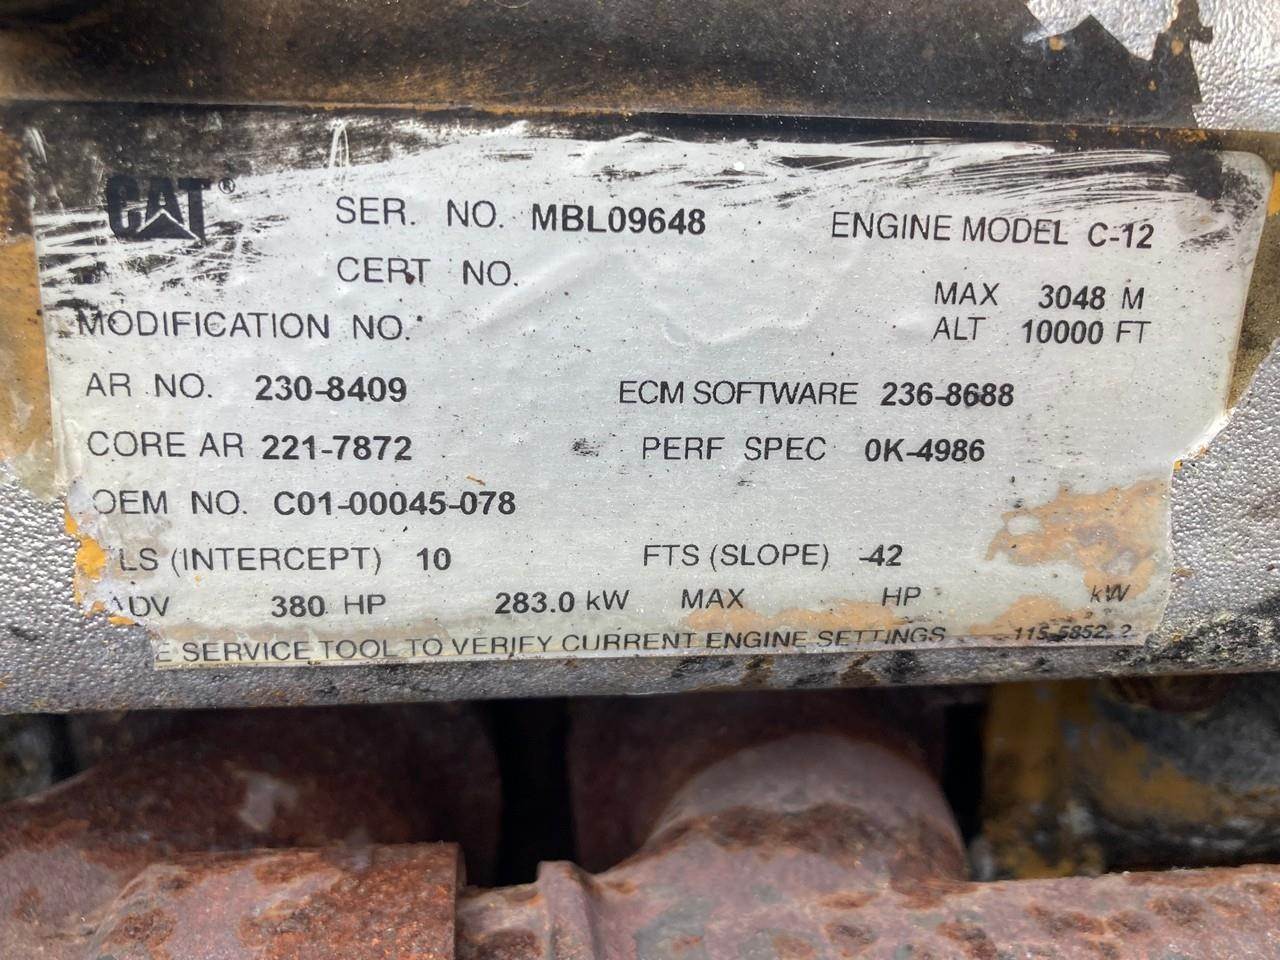 CAT® SER. NO. MBL09648 ENGINE MODEL C-12
CERT NO.
MAX 3048 M
MODIFICATION NO.
ALT 10000 FT
AR NO. 230-8409 ECM SOFTWARE 236-8688
CORE AR 221-7872 PERF SPEC 0K-4986
OEM NO. C01-00045-078
LS (INTERCEPT) 10 FTS (SLOPE) -42
DV 380 HP 283.0 kW MAX HP kW
E SERVICE TOOL TO VERIFY CURRENT ENGINE SETTINGS